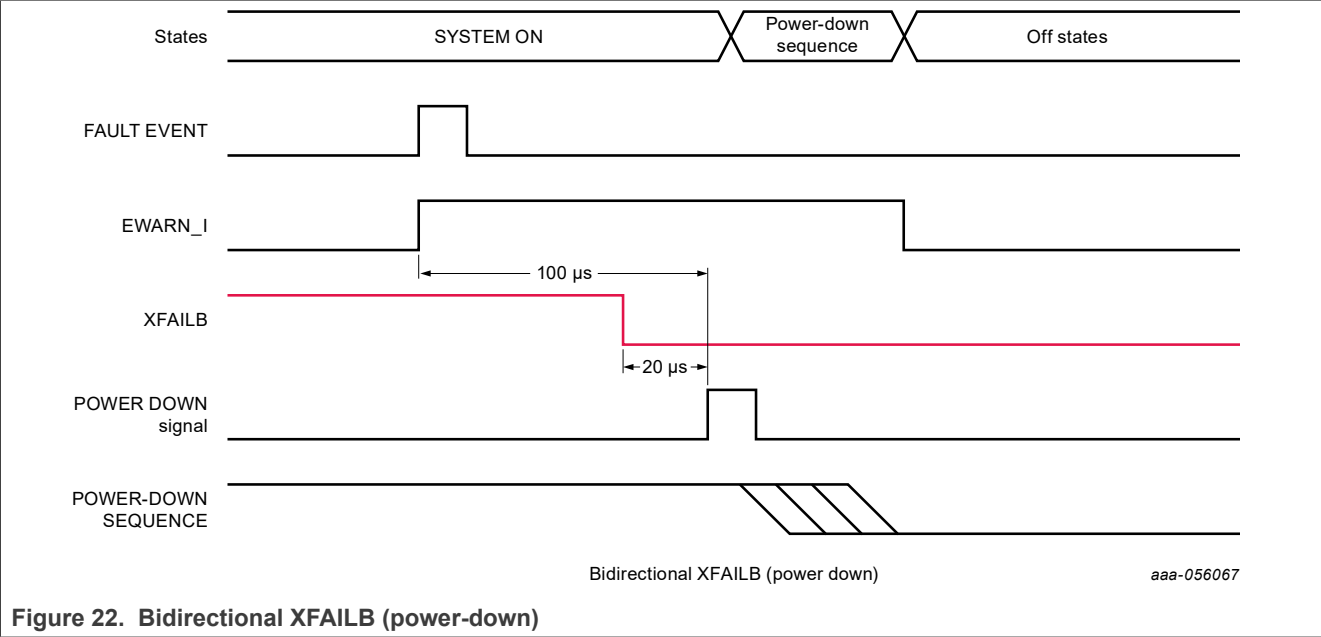 States
SYSTEM ON
Power-down
sequence
Off states
FAULT EVENT
EWARN_I
100 µs
XFAILB
20 µs
POWER DOWN
signal
POWER-DOWN
SEQUENCE
Bidirectional XFAILB (power down)
aaa-056067
Figure 22. Bidirectional XFAILB (power-down)